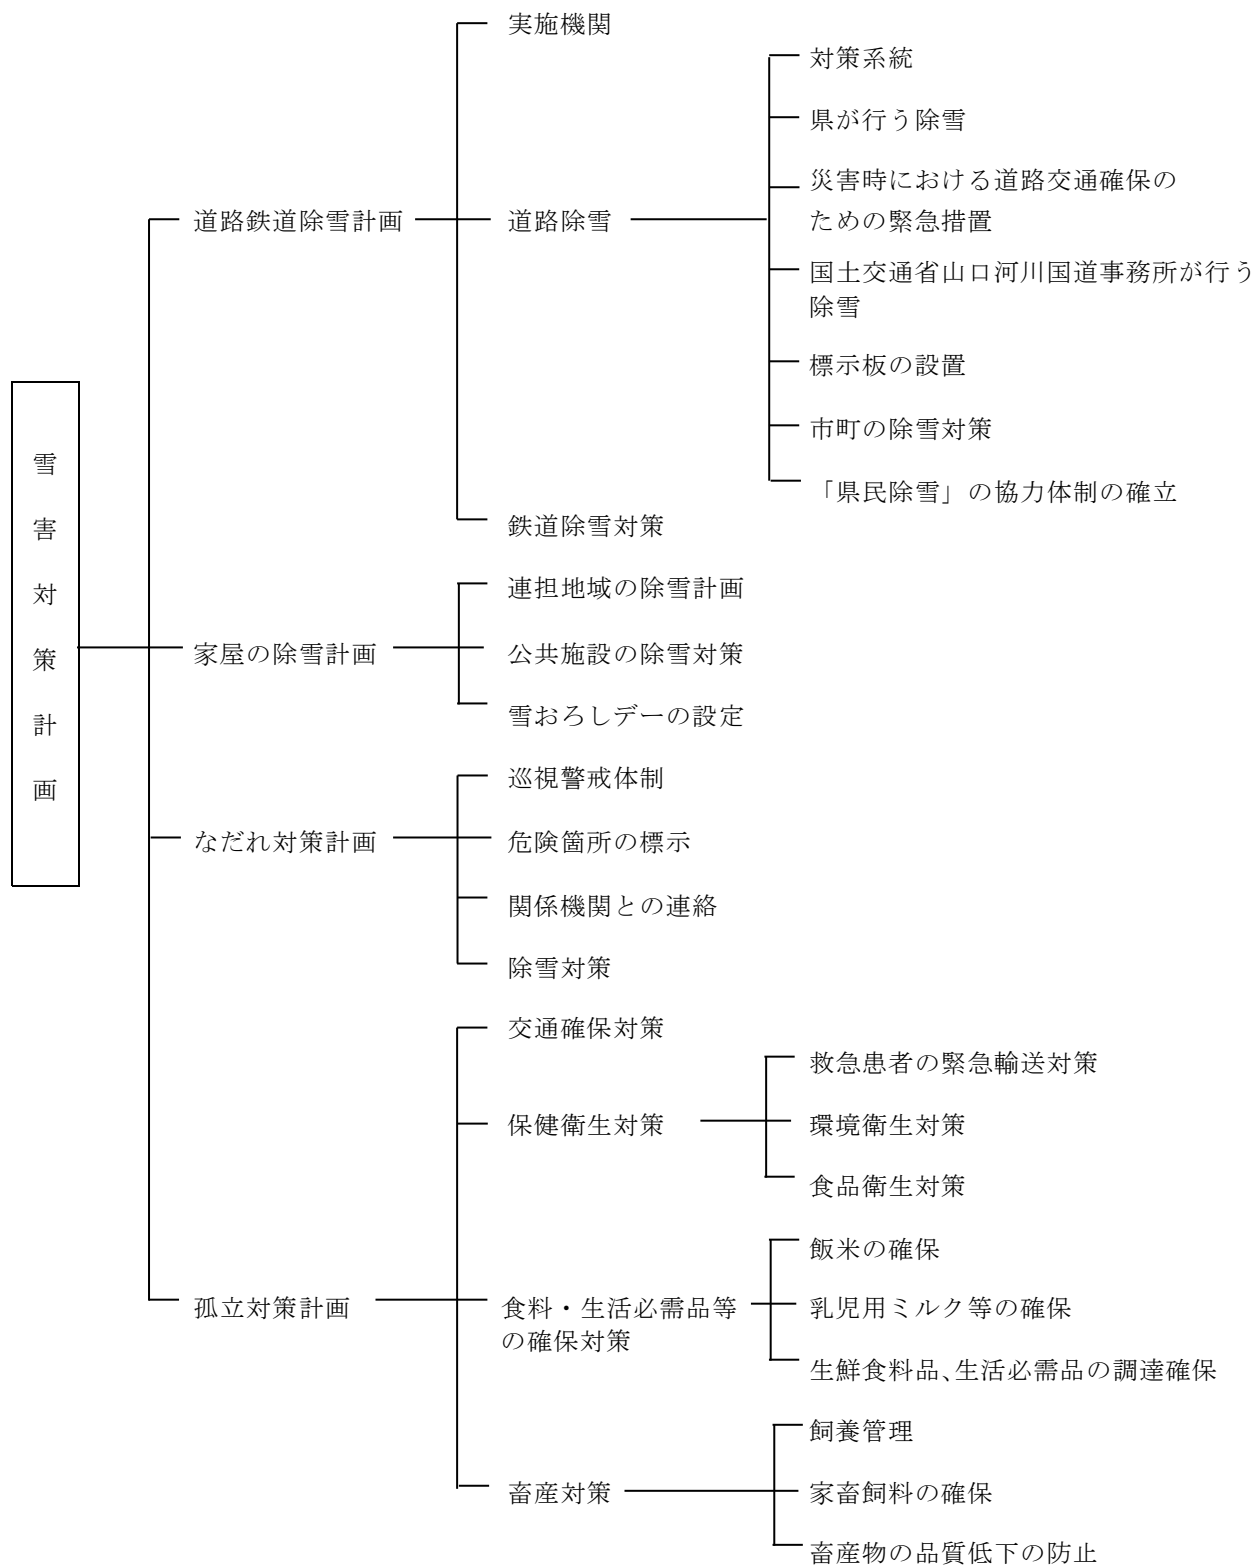 雪害対策計画
道路鉄道除雪計画
実施機関
道路除雪
対策系統
県が行う除雪
災害時における道路交通確保の
ための緊急措置
国土交通省山口河川国道事務所が行う
除雪
標示板の設置
市町の除雪対策
「県民除雪」の協力体制の確立
鉄道除雪対策
家屋の除雪計画
連担地域の除雪計画
公共施設の除雪対策
雪おろしデーの設定
なだれ対策計画
巡視警戒体制
危険箇所の標示
関係機関との連絡
除雪対策
孤立対策計画
交通確保対策
保健衛生対策
救急患者の緊急輸送対策
環境衛生対策
食品衛生対策
食料・生活必需品等
の確保対策
飯米の確保
乳児用ミルク等の確保
生鮮食料品、生活必需品の調達確保
畜産対策
飼養管理
家畜飼料の確保
畜産物の品質低下の防止